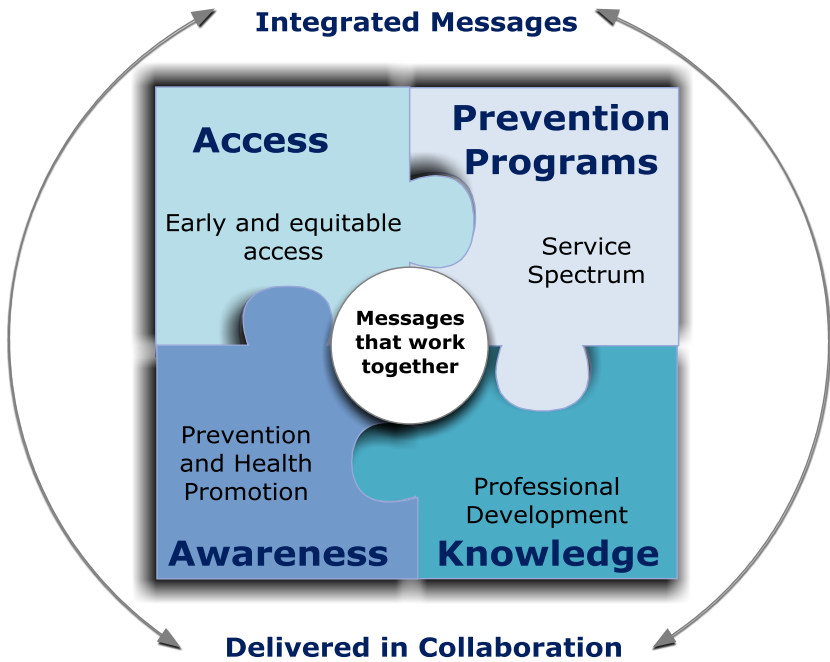 Integrated Messages
Access
Early and equitable
access
Prevention
Programs
Service
Spectrum
Messages
that work
together
Prevention
and Health
Promotion
Awareness
Professional
Development
Knowledge
Delivered in Collaboration